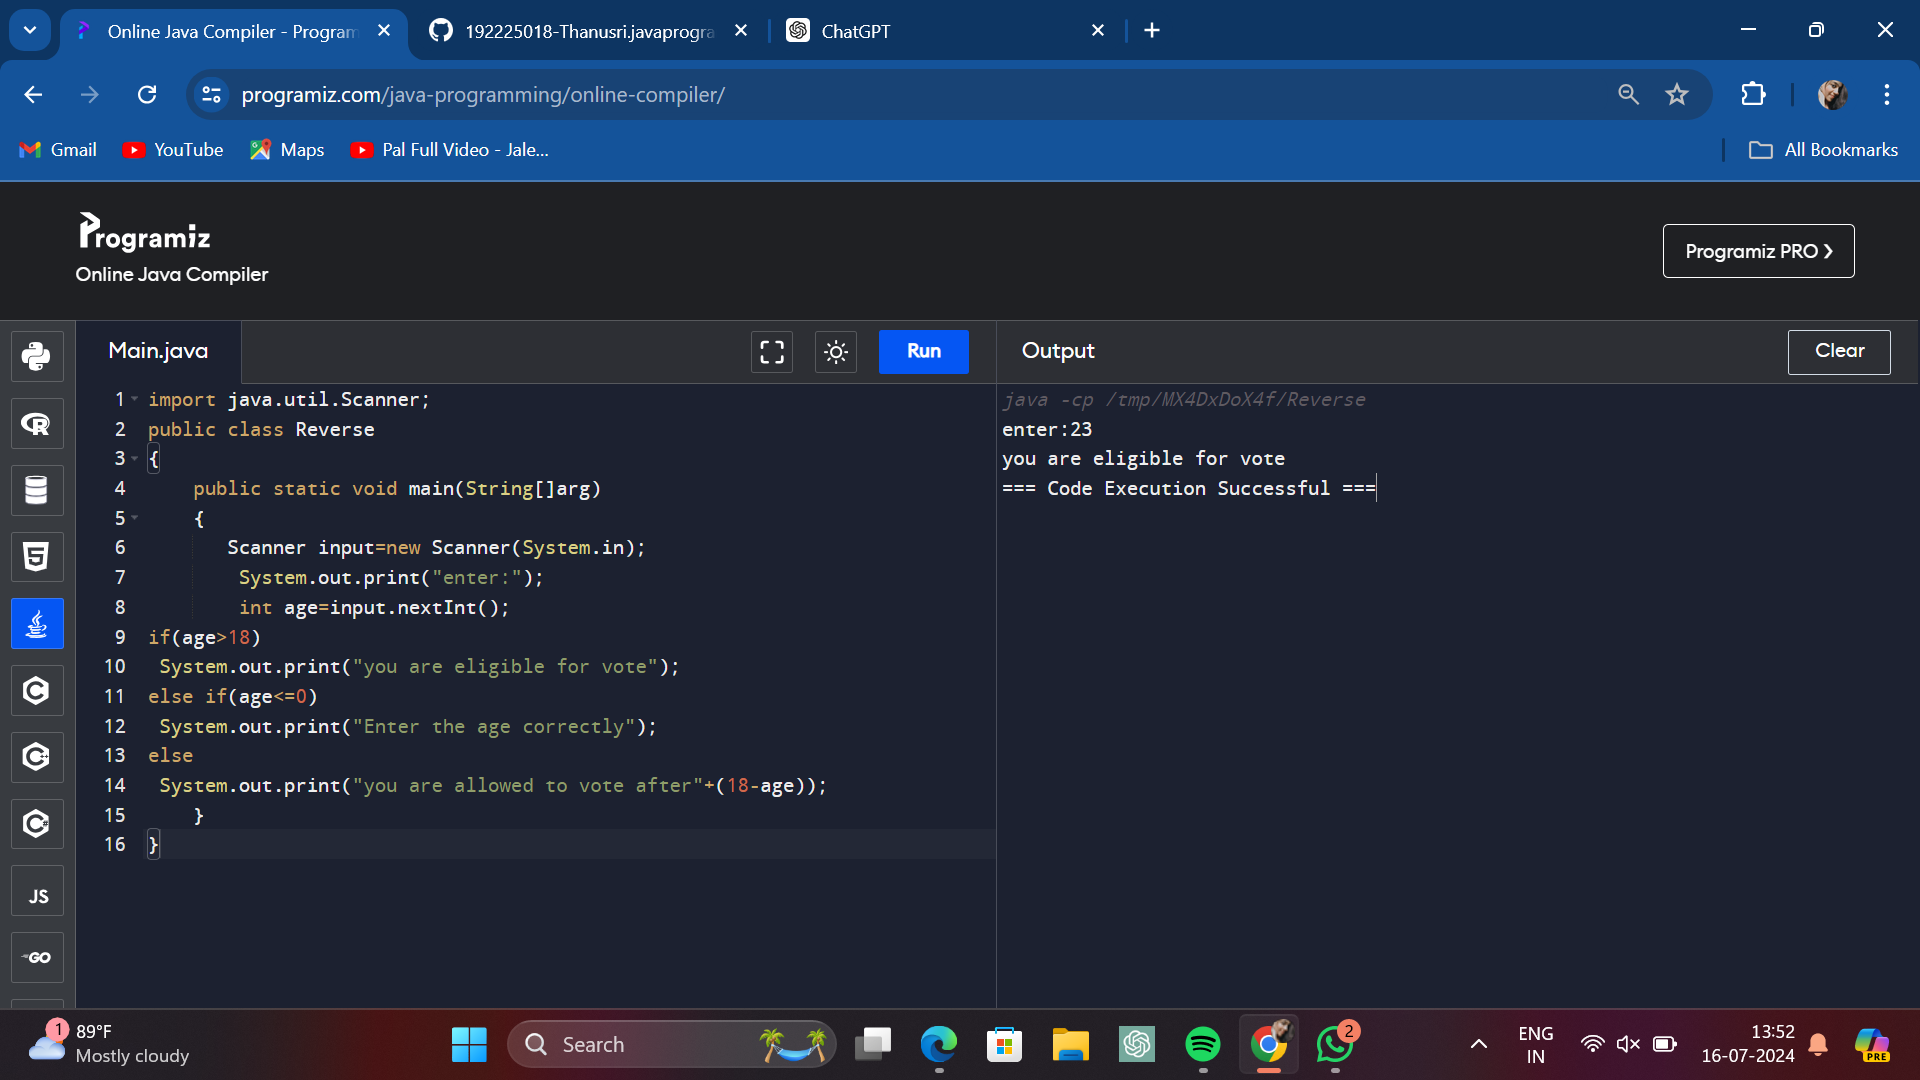 Online Java Compiler - Program
192225018-Thanusri.javaprogra
ChatGPT
programiz.com/java-programming/online-compiler/
Gmail
YouTube
Maps
Pal Full Video - Jale...
All Bookmarks
Programiz
Online Java Compiler
Programiz PRO ❯
Main.java
Run
Output
Clear
1 import java.util.Scanner;
2 public class Reverse
3 {
4     public static void main(String[]arg)
5     {
6        Scanner input=new Scanner(System.in);
7         System.out.print("enter:");
8         int age=input.nextInt();
9 if(age>18)
10  System.out.print("you are eligible for vote");
11 else if(age<=0)
12  System.out.print("Enter the age correctly");
13 else
14  System.out.print("you are allowed to vote after"+(18-age));
15     }
16 }
java -cp /tmp/MX4DxDoX4f/Reverse
enter:23
you are eligible for vote
=== Code Execution Successful ===
R
5
C
C++
C#
JS
GO
1
89°F
Mostly cloudy
Search
2
PRE
ENG
IN
13:52
16-07-2024